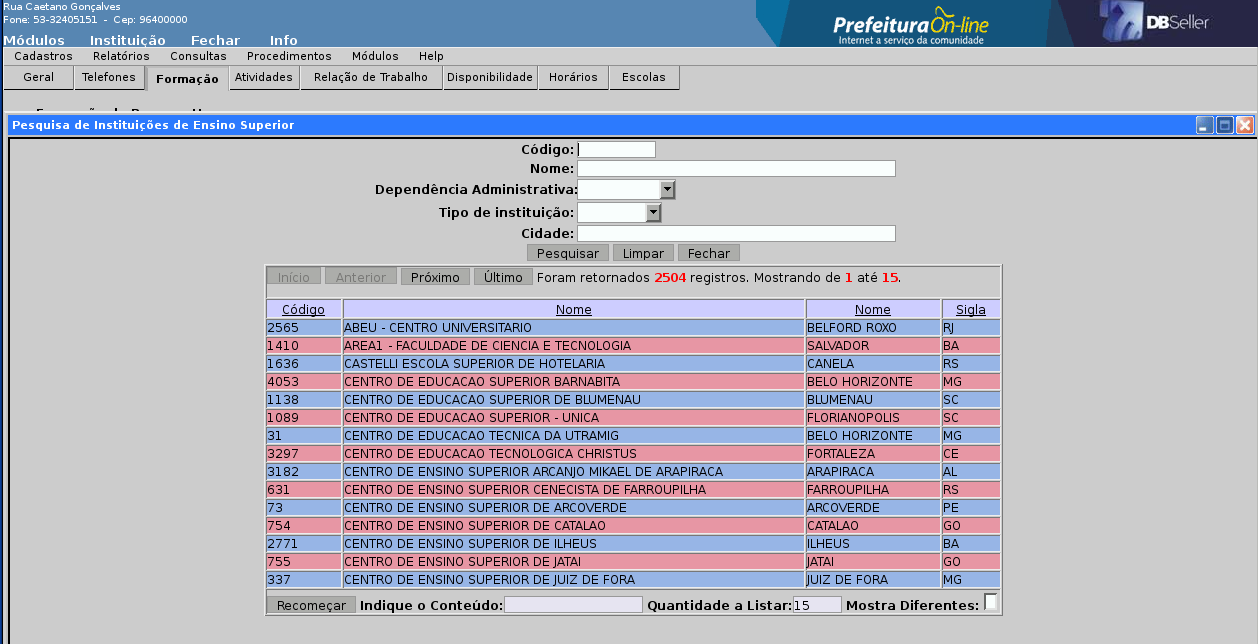 Rua Caetano Gonçalves
Fone: 53-32405151 - Cep: 96400000
Prefeitura On-line
Internet a serviço da comunidade
DBSeller
Módulos Instituição Fechar Info
Cadastros Relatórios Consultas Procedimentos Módulos Help
Geral Telefones Formação Atividades Relação de Trabalho Disponibilidade Horários Escolas
Pesquisa de Instituições de Ensino Superior
Código:
Nome:
Dependência Administrativa:
Tipo de instituição:
Cidade:
Pesquisar Limpar Fechar
Início Anterior Próximo Último Foram retornados 2504 registros. Mostrando de 1 até 15.
Código Nome Nome Sigla
2565 ABEU - CENTRO UNIVERSITARIO BELFORD ROXO RJ
1410 AREA1 - FACULDADE DE CIENCIA E TECNOLOGIA SALVADOR BA
1636 CASTELLI ESCOLA SUPERIOR DE HOTELARIA CANELA RS
4053 CENTRO DE EDUCACAO SUPERIOR BARNABITA BELO HORIZONTE MG
1138 CENTRO DE EDUCACAO SUPERIOR DE BLUMENAU BLUMENAU SC
1089 CENTRO DE EDUCACAO SUPERIOR - UNICA FLORIANOPOLIS SC
31 CENTRO DE EDUCACAO TECNICA DA UTRAMIG BELO HORIZONTE MG
3297 CENTRO DE EDUCACAO TECNOLOGICA CHRISTUS FORTALEZA CE
3182 CENTRO DE ENSINO SUPERIOR ARCANJO MIKAEL DE ARAPIRACA ARAPIRACA AL
631 CENTRO DE ENSINO SUPERIOR CENECISTA DE FARROUPILHA FARROUPILHA RS
73 CENTRO DE ENSINO SUPERIOR DE ARCOVERDE ARCOVERDE PE
754 CENTRO DE ENSINO SUPERIOR DE CATALAO CATALAO GO
2771 CENTRO DE ENSINO SUPERIOR DE ILHEUS ILHEUS BA
755 CENTRO DE ENSINO SUPERIOR DE JATAI JATAI GO
337 CENTRO DE ENSINO SUPERIOR DE JUIZ DE FORA JUIZ DE FORA MG
Recomeçar Indique o Conteúdo: Quantidade a Listar: 15 Mostra Diferentes: